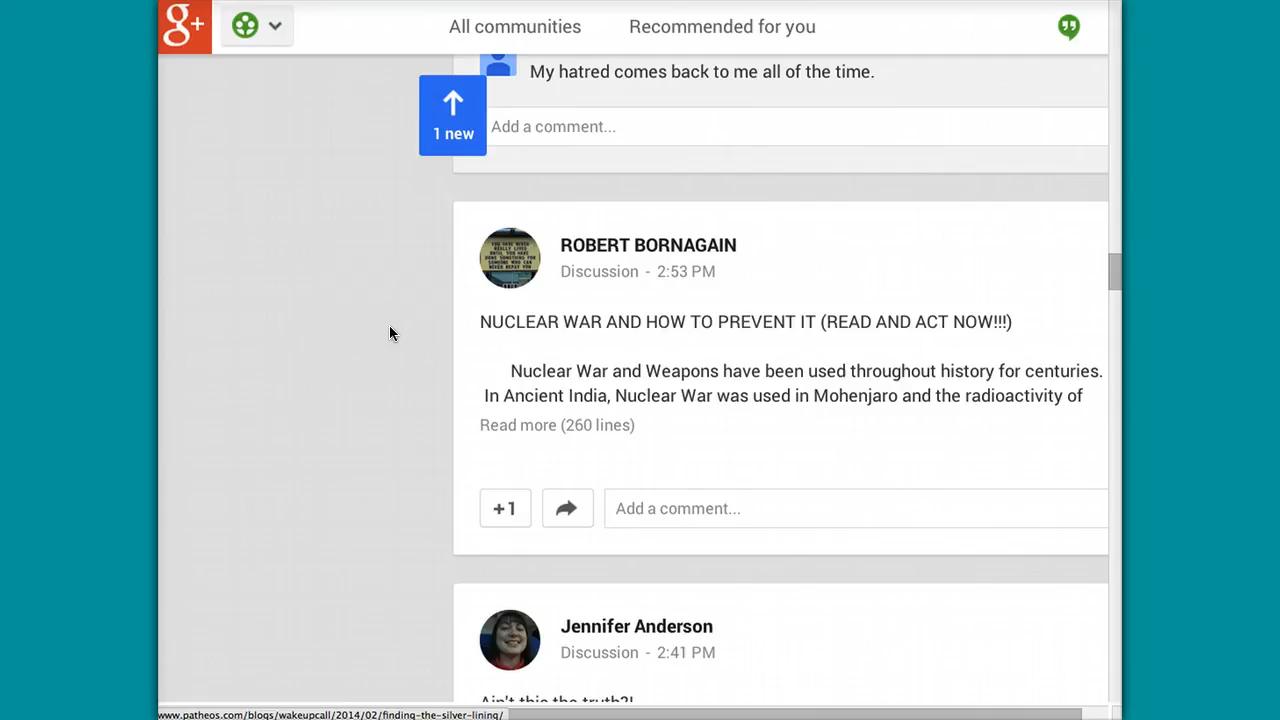 g+
All communities
Recommended for you
My hatred comes back to me all of the time.
1 new
Add a comment...
ROBERT BORNAGAIN
Discussion - 2:53 PM
NUCLEAR WAR AND HOW TO PREVENT IT (READ AND ACT NOW!!!)
Nuclear War and Weapons have been used throughout history for centuries.
In Ancient India, Nuclear War was used in Mohenjaro and the radioactivity of
Read more (260 lines)
+1
Add a comment...
Jennifer Anderson
Discussion - 2:41 PM
Ain't this the truth?!
www.patheos.com/blogs/wakeupcall/2014/02/finding-the-silver-lining/